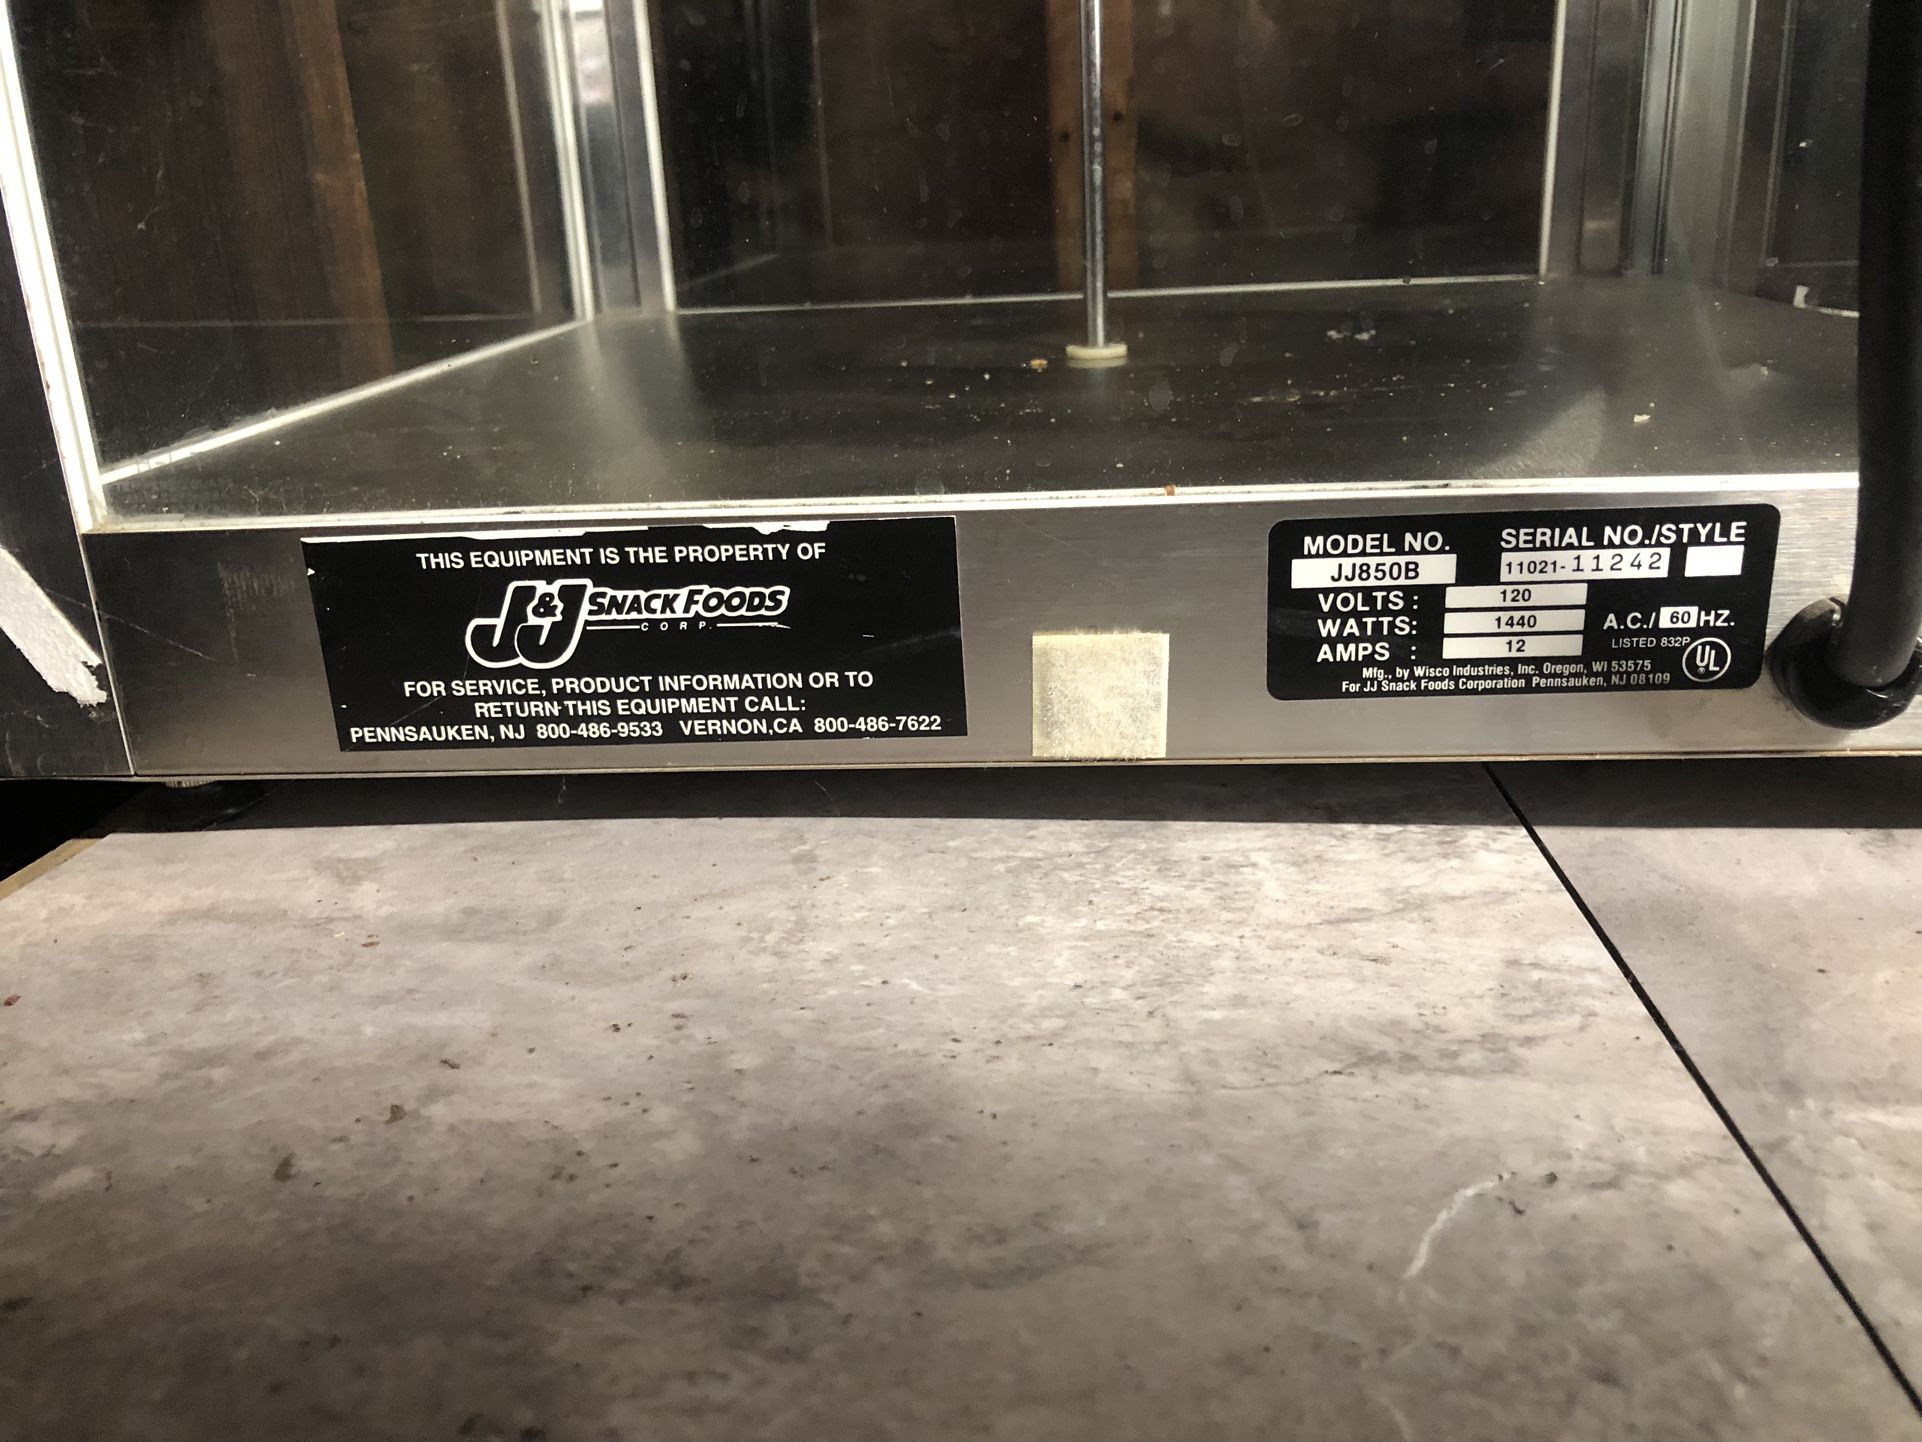 THIS EQUIPMENT IS THE PROPERTY OF
J&J SNACK FOODS
CORP.
FOR SERVICE, PRODUCT INFORMATION OR TO
RETURN THIS EQUIPMENT CALL:
PENNSAUKEN, NJ 800-486-9533 VERNON,CA 800-486-7622
MODEL NO. SERIAL NO./STYLE
JJ850B 11021-11242
VOLTS: 120
WATTS: 1440 A.C./ 60 HZ.
AMPS : 12 LISTED 832P UL
Mfg., by Wisco Industries, Inc. Oregon, WI 53575
For JJ Snack Foods Corporation Pennsauken, NJ 08109